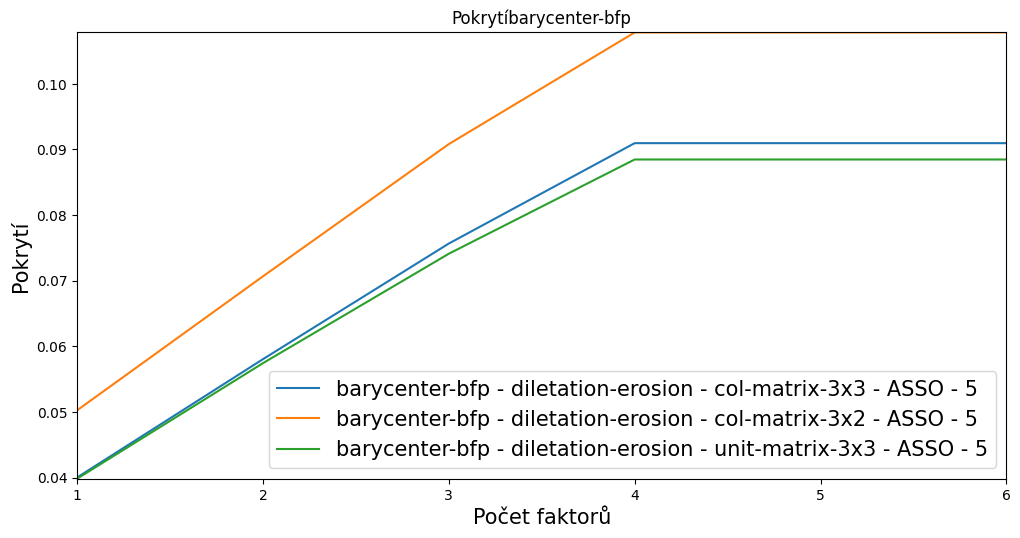 Pokrytíbarycenter-bfp
0.10
0.09
0.08
0.07
0.06
0.05
0.04
Pokrytí
barycenter-bfp - diletation-erosion - col-matrix-3x3 - ASSO - 5
barycenter-bfp - diletation-erosion - col-matrix-3x2 - ASSO - 5
barycenter-bfp - diletation-erosion - unit-matrix-3x3 - ASSO - 5
1 2 3 4 5 6
Počet faktorů